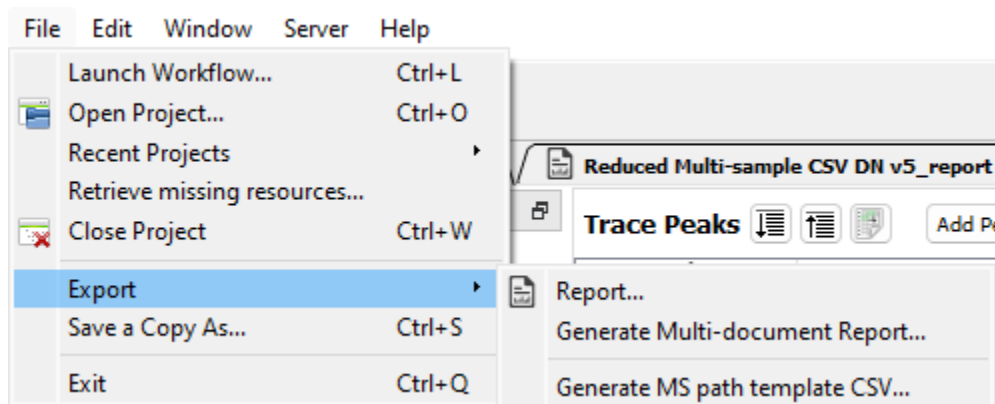 File Edit Window Server Help
Launch Workflow... Ctrl+L
Open Project... Ctrl+O
Recent Projects
Retrieve missing resources...
Close Project Ctrl+W
Export
Save a Copy As... Ctrl+S
Exit Ctrl+Q
Reduced Multi-sample CSV DN v5_report
Trace Peaks Add
Report...
Generate Multi-document Report...
Generate MS path template CSV...